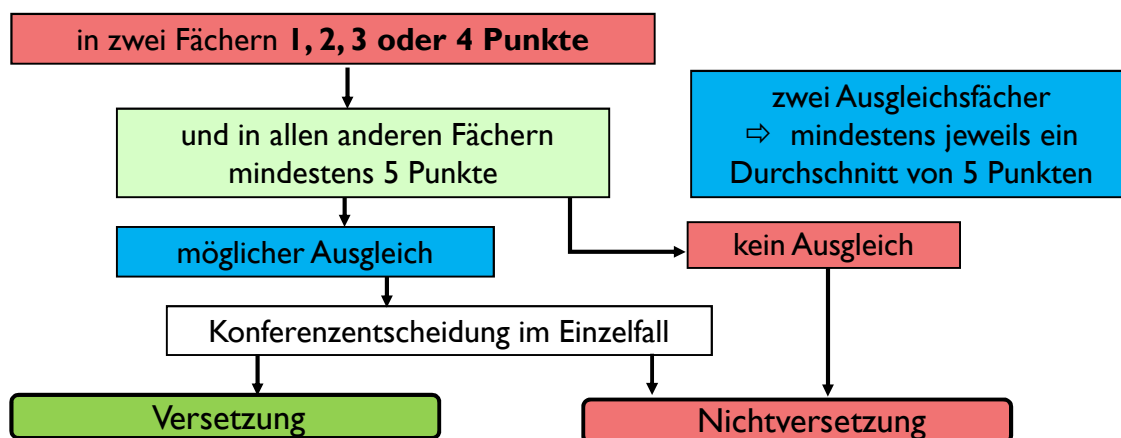 in zwei Fächern 1, 2, 3 oder 4 Punkte
und in allen anderen Fächern
mindestens 5 Punkte
zwei Ausgleichsfächer
⇨ mindestens jeweils ein
Durchschnitt von 5 Punkten
möglicher Ausgleich
kein Ausgleich
Konferenzentscheidung im Einzelfall
Versetzung
Nichtversetzung